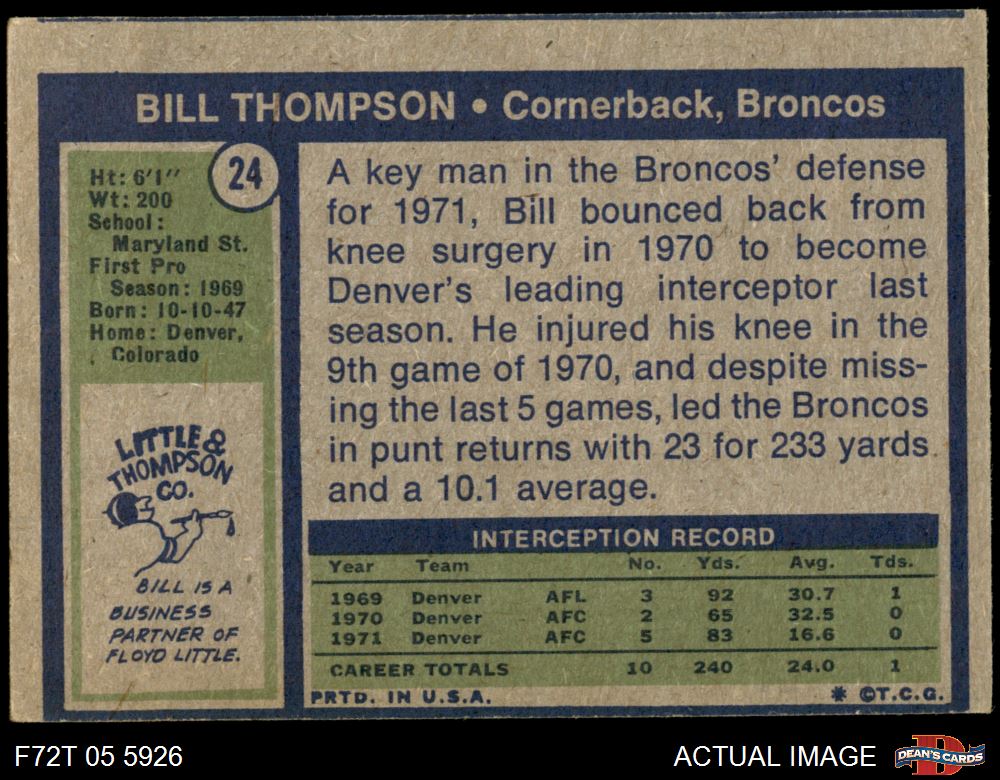 BILL THOMPSON • Cornerback, Broncos
24
Ht: 6'1"
Wt: 200
School:
Maryland St.
First Pro
Season: 1969
Born: 10-10-47
Home: Denver,
Colorado
LITTLE &
THOMPSON
CO.
BILL IS A
BUSINESS
PARTNER OF
FLOYD LITTLE.
A key man in the Broncos' defense
for 1971, Bill bounced back from
knee surgery in 1970 to become
Denver's leading interceptor last
season. He injured his knee in the
9th game of 1970, and despite miss-
ing the last 5 games, led the Broncos
in punt returns with 23 for 233 yards
and a 10.1 average.
INTERCEPTION RECORD
Year Team No. Yds. Avg. Tds.
1969 Denver AFL 3 92 30.7 1
1970 Denver AFC 2 65 32.5 0
1971 Denver AFC 5 83 16.6 0
CAREER TOTALS 10 240 24.0 1
PRTD. IN U.S.A. * ©T.C.G.
F72T 05 5926 ACTUAL IMAGE D DEAN'S CARDS